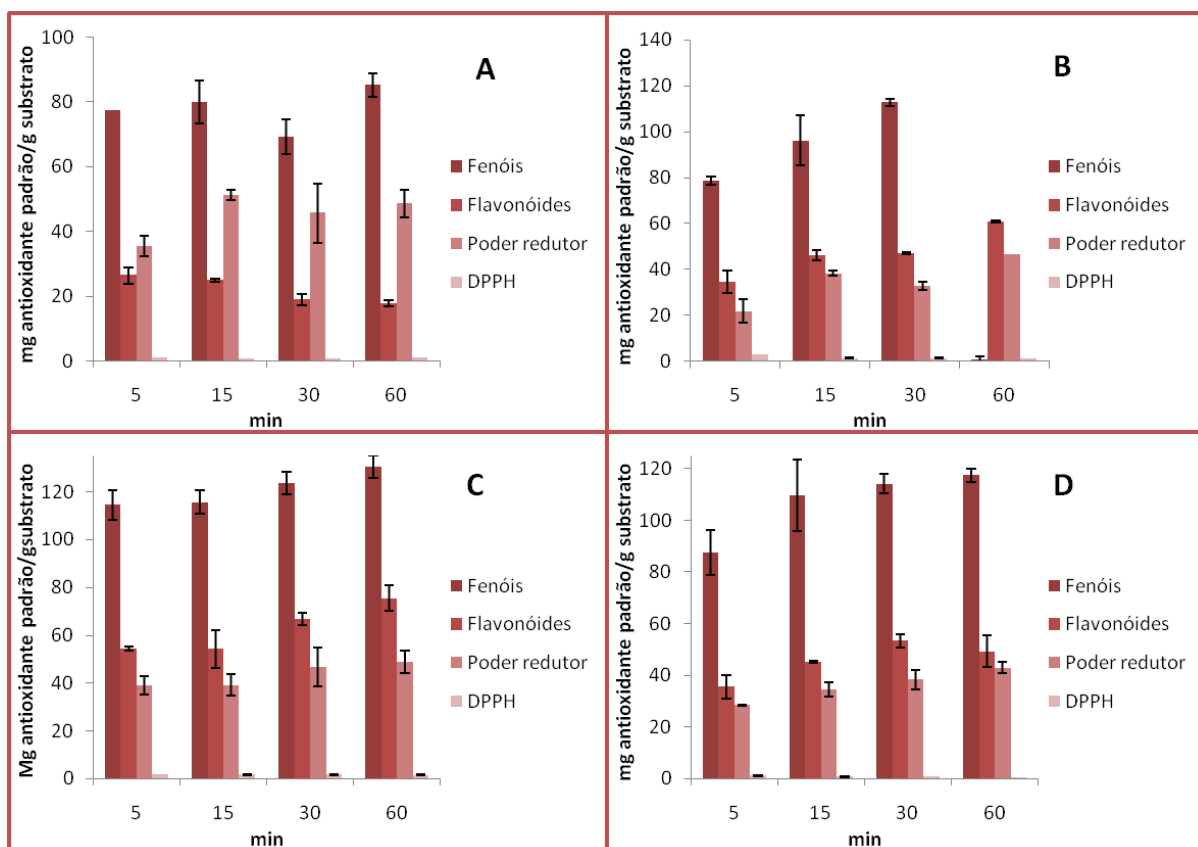 mg antioxidante padrão/g substrato
100
80
60
40
20
0
5 15 30 60
min
A
Fenóis
Flavonóides
Poder redutor
DPPH
mg antioxidante padrão/g substrato
140
120
100
80
60
40
20
0
5 15 30 60
min
B
Fenóis
Flavonóides
Poder redutor
DPPH
Mg antioxidante padrão/gsubstrato
120
100
80
60
40
20
0
5 15 30 60
min
C
Fenóis
Flavonóides
Poder redutor
DPPH
mg antioxidante padrão/g substrato
120
100
80
60
40
20
0
5 15 30 60
min
D
Fenóis
Flavonóides
Poder redutor
DPPH